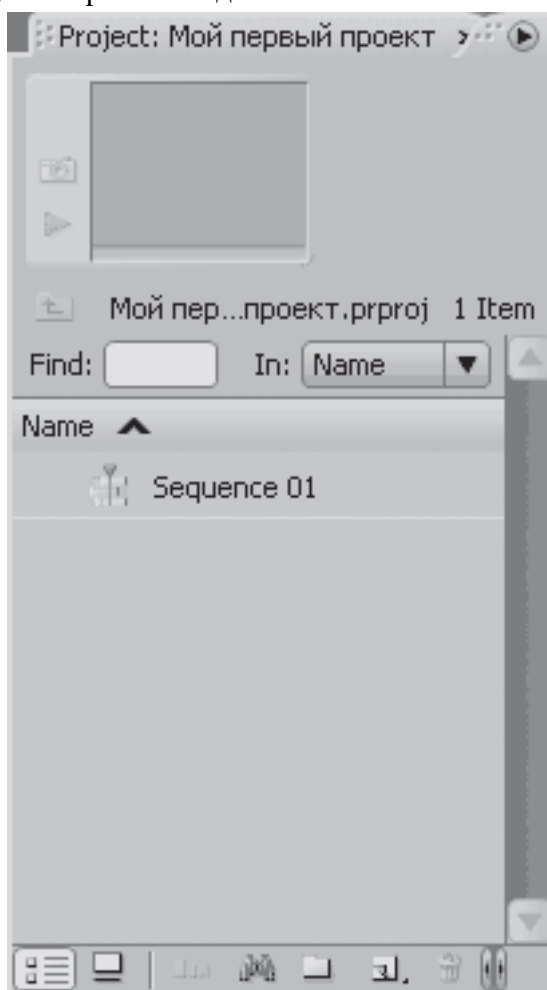 Project: Мой первый проект
Мой пер...проект.prproj 1 Item
Find: In: Name
Name
Sequence 01